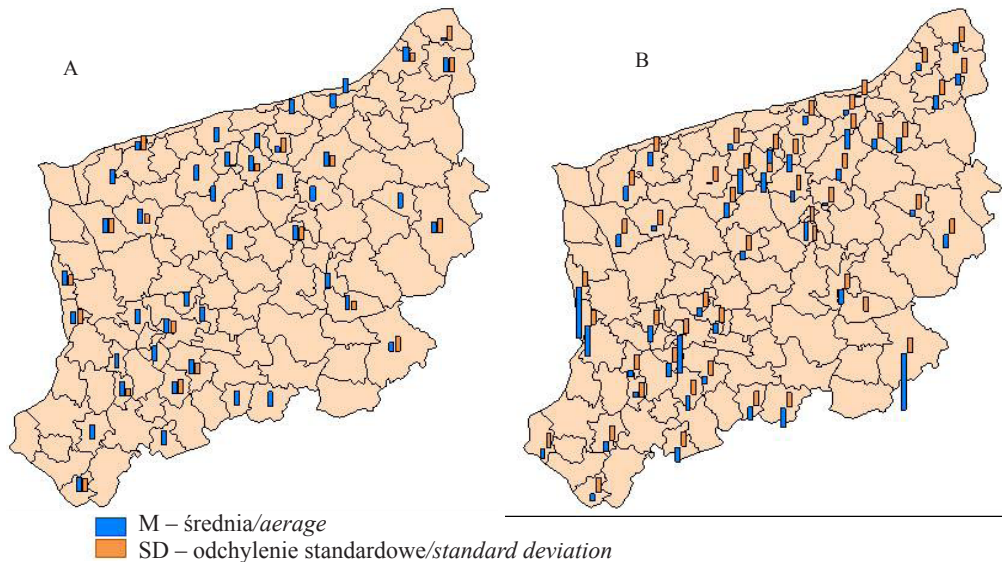 A
B
M – średnia/aerage
SD – odchylenie standardowe/standard deviation